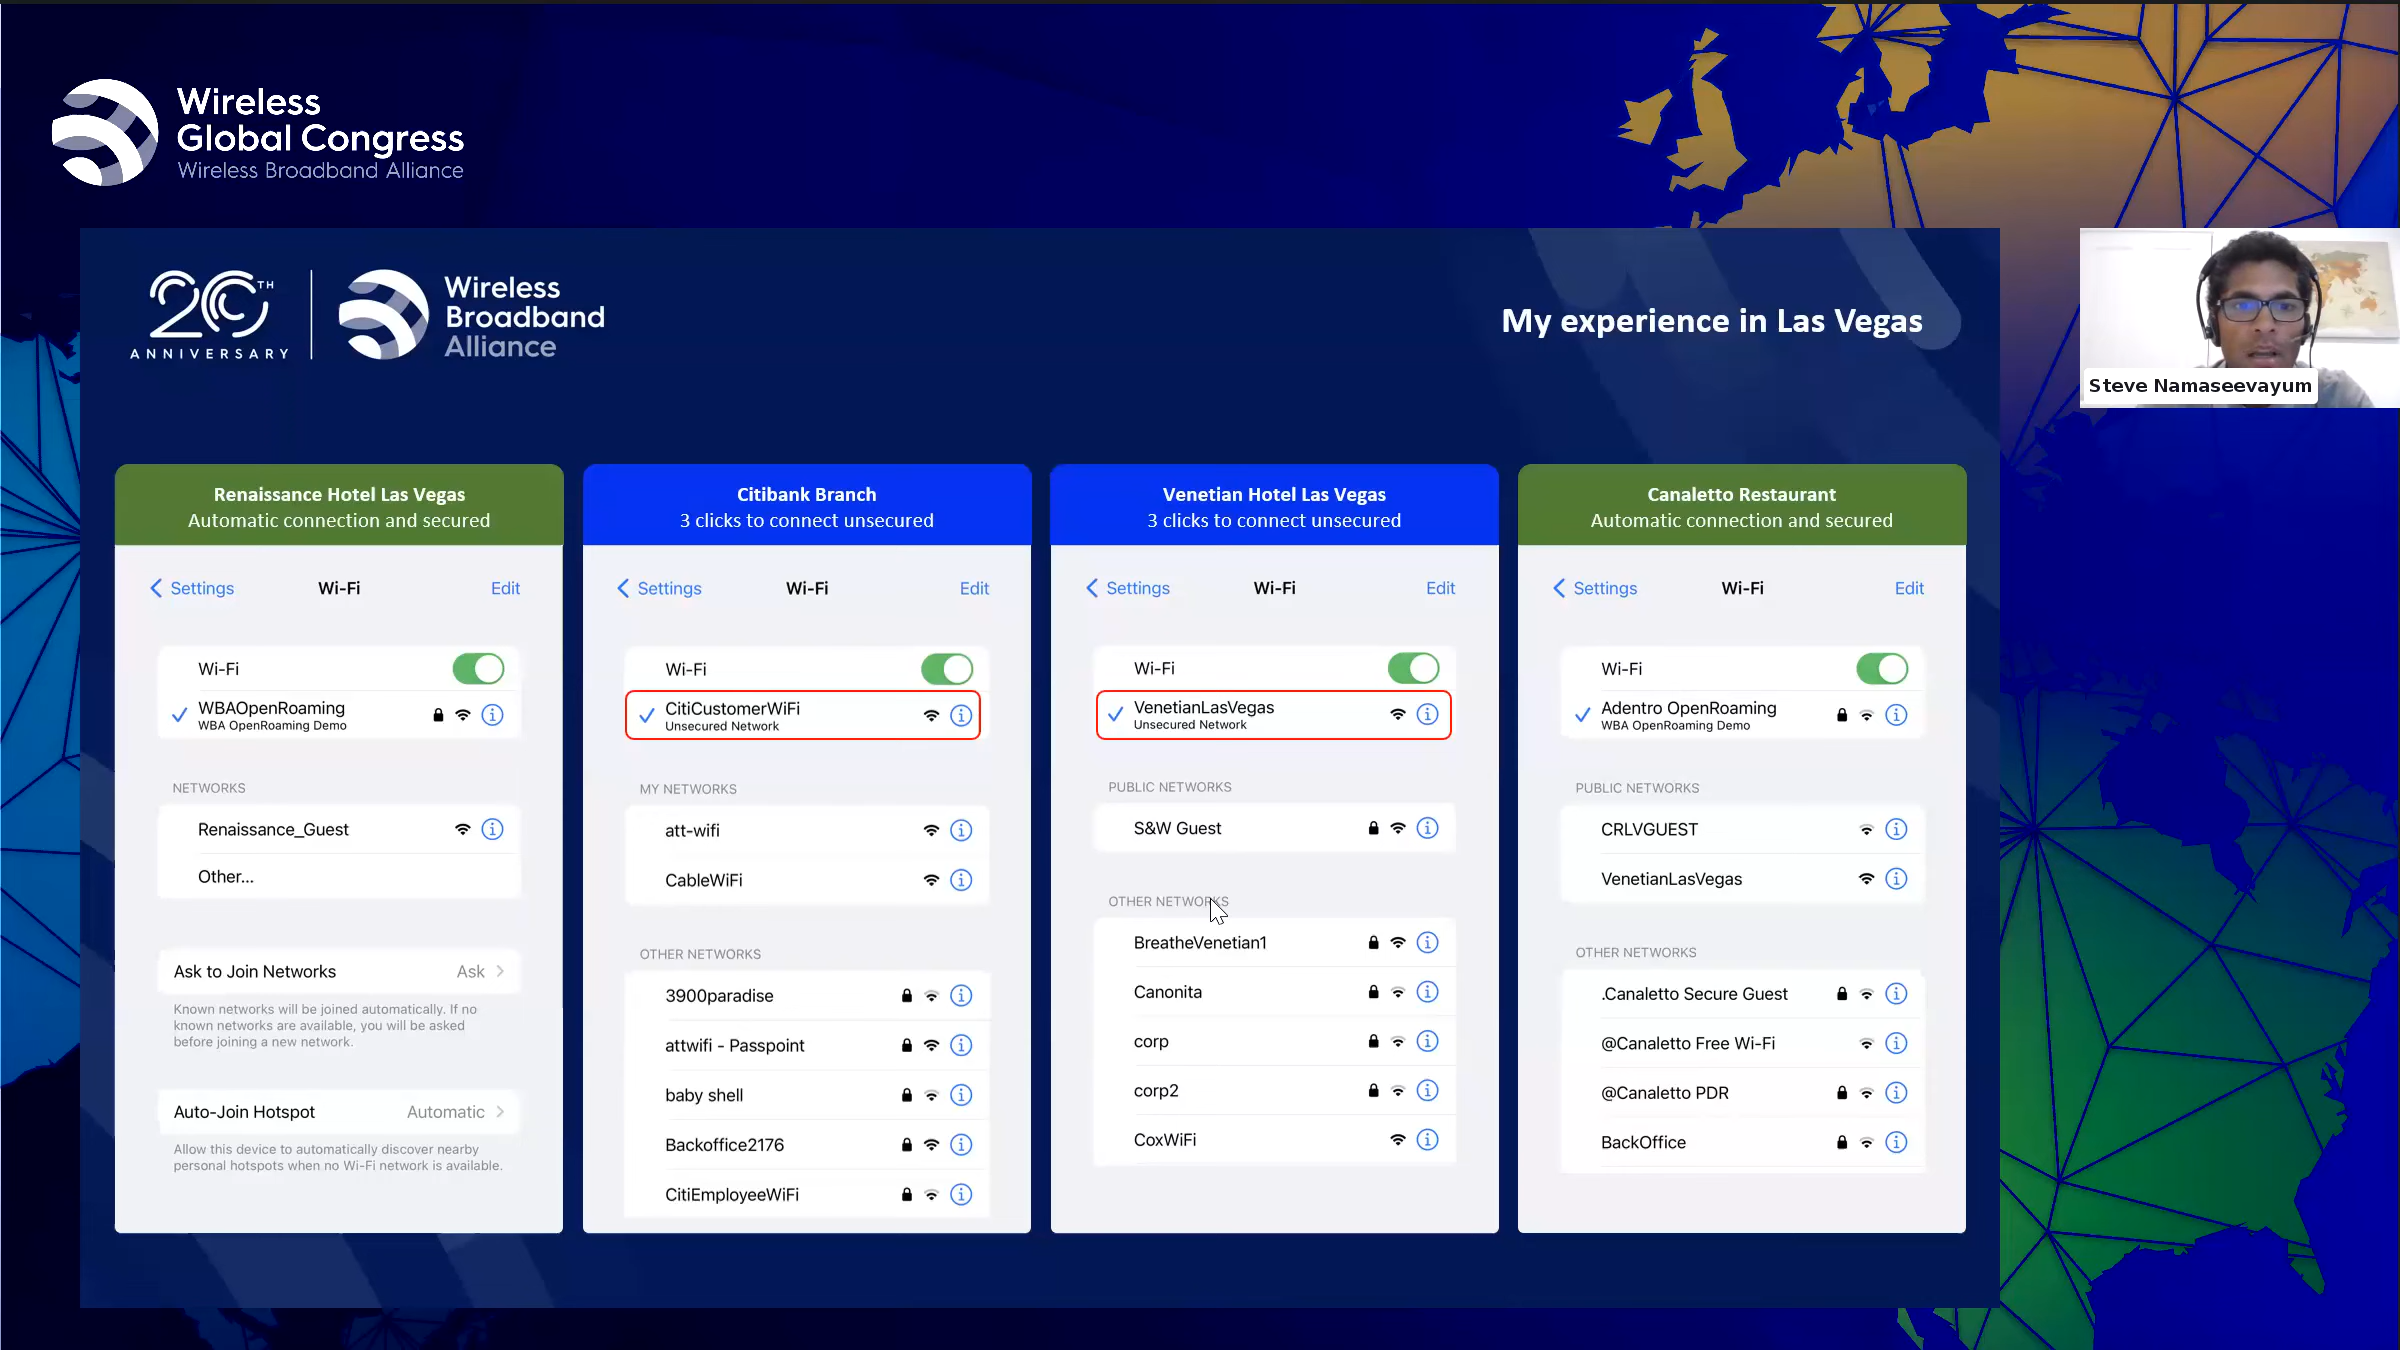 Wireless
Global Congress
Wireless Broadband Alliance
20TH
ANNIVERSARY
Wireless
Broadband
Alliance
My experience in Las Vegas
Steve Namaseevayum
Renaissance Hotel Las Vegas
Automatic connection and secured
Settings
Wi-Fi
Edit
Wi-Fi
WBAOpenRoaming
WBA OpenRoaming Demo
NETWORKS
Renaissance_Guest
Other...
Ask to Join Networks
Ask
Known networks will be joined automatically. If no
known networks are available, you will be asked
before joining a new network.
Auto-Join Hotspot
Automatic
Allow this device to automatically discover nearby
personal hotspots when no Wi-Fi network is available.
Citibank Branch
3 clicks to connect unsecured
Settings
Wi-Fi
Edit
Wi-Fi
CitiCustomerWiFi
Unsecured Network
MY NETWORKS
att-wifi
CableWiFi
OTHER NETWORKS
3900paradise
attwifi - Passpoint
baby shell
Backoffice2176
CitiEmployeeWiFi
Venetian Hotel Las Vegas
3 clicks to connect unsecured
Settings
Wi-Fi
Edit
Wi-Fi
VenetianLasVegas
Unsecured Network
PUBLIC NETWORKS
S&W Guest
OTHER NETWORKS
BreatheVenetian1
Canonita
corp
corp2
CoxWiFi
Canaletto Restaurant
Automatic connection and secured
Settings
Wi-Fi
Edit
Wi-Fi
Adentro OpenRoaming
WBA OpenRoaming Demo
PUBLIC NETWORKS
CRLVGUEST
VenetianLasVegas
OTHER NETWORKS
.Canaletto Secure Guest
@Canaletto Free Wi-Fi
@Canaletto PDR
BackOffice